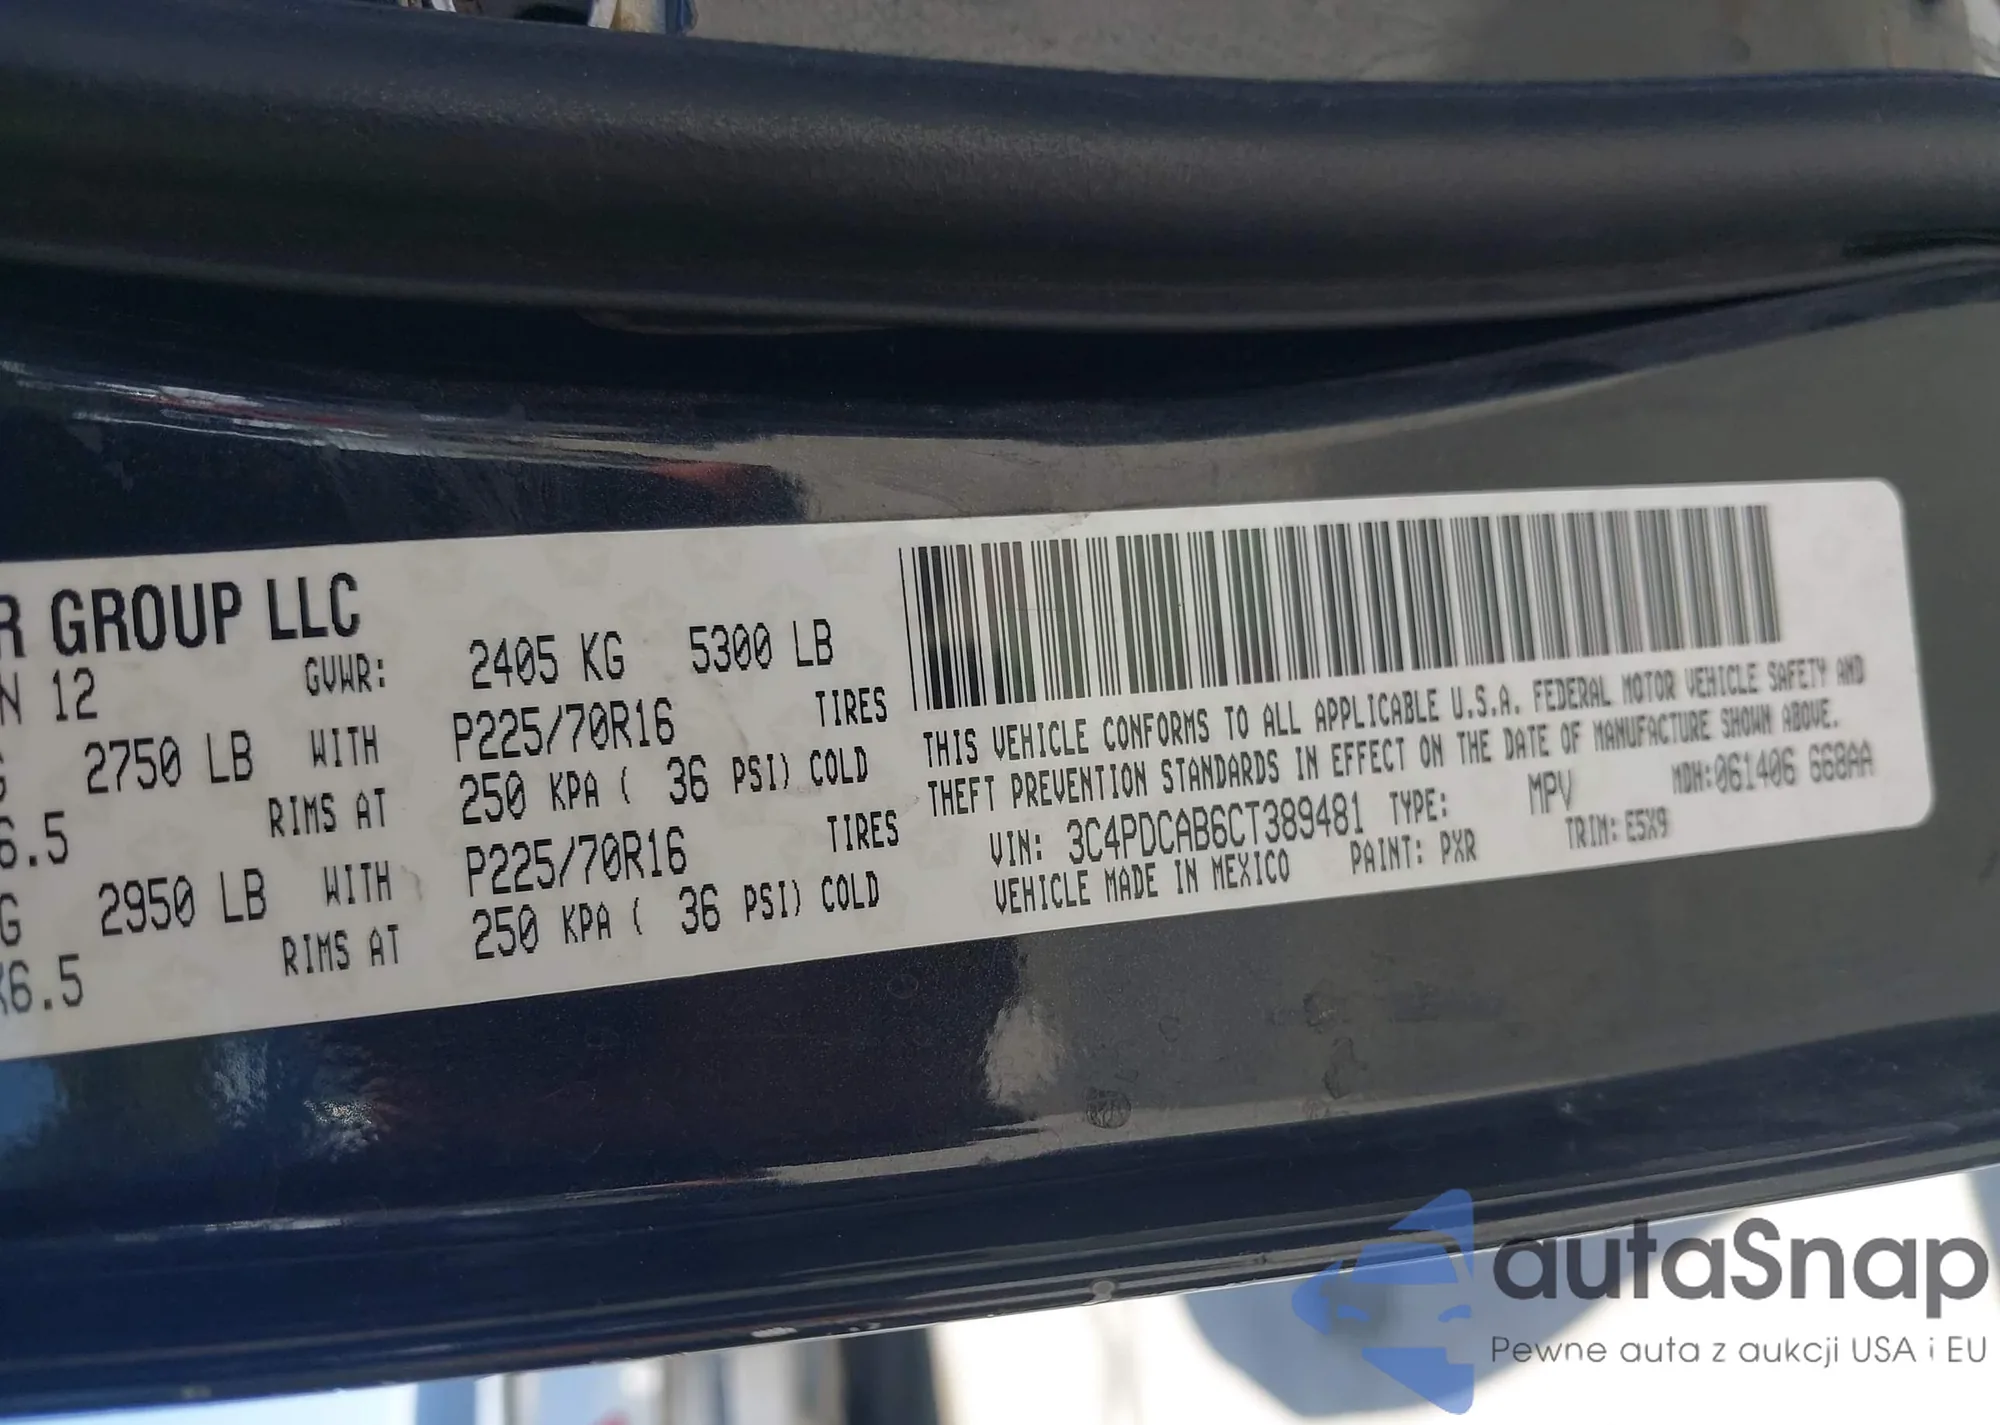 R GROUP LLC
N 12
GVWR: 2405 KG 5300 LB
G 2750 LB WITH P225/70R16 TIRES
6.5 RIMS AT 250 KPA ( 36 PSI) COLD
G 2950 LB WITH P225/70R16 TIRES
X6.5 RIMS AT 250 KPA ( 36 PSI) COLD
THIS VEHICLE CONFORMS TO ALL APPLICABLE U.S.A. FEDERAL MOTOR VEHICLE SAFETY AND
THEFT PREVENTION STANDARDS IN EFFECT ON THE DATE OF MANUFACTURE SHOWN ABOVE.
VIN: 3C4PDCAB6CT389481 TYPE: MPV MDH:061406 668AA
VEHICLE MADE IN MEXICO PAINT: PXR TRIM: E5X9
autaSnap
Pewne auta z aukcji USA i EU